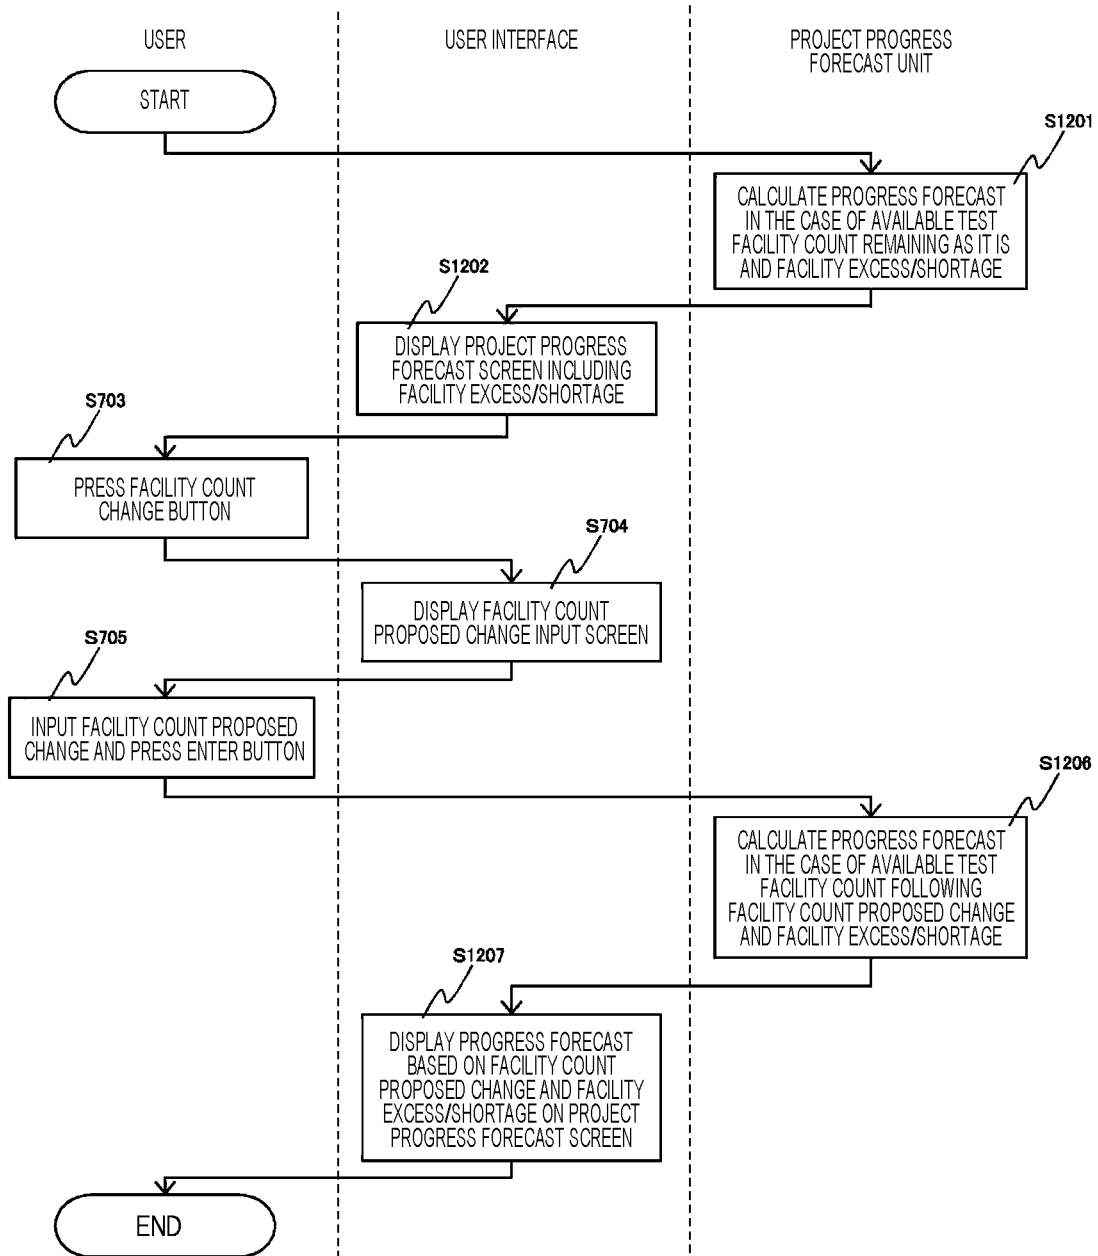 USER
USER INTERFACE
PROJECT PROGRESS
FORECAST UNIT
START
S1201
CALCULATE PROGRESS FORECAST
IN THE CASE OF AVAILABLE TEST
FACILITY COUNT REMAINING AS IT IS
AND FACILITY EXCESS/SHORTAGE
S1202
DISPLAY PROJECT PROGRESS
FORECAST SCREEN INCLUDING
FACILITY EXCESS/SHORTAGE
S703
PRESS FACILITY COUNT
CHANGE BUTTON
S704
DISPLAY FACILITY COUNT
PROPOSED CHANGE INPUT SCREEN
S705
INPUT FACILITY COUNT PROPOSED
CHANGE AND PRESS ENTER BUTTON
S1206
CALCULATE PROGRESS FORECAST
IN THE CASE OF AVAILABLE TEST
FACILITY COUNT FOLLOWING
FACILITY COUNT PROPOSED CHANGE
AND FACILITY EXCESS/SHORTAGE
S1207
DISPLAY PROGRESS FORECAST
BASED ON FACILITY COUNT
PROPOSED CHANGE AND FACILITY
EXCESS/SHORTAGE ON PROJECT
PROGRESS FORECAST SCREEN
END